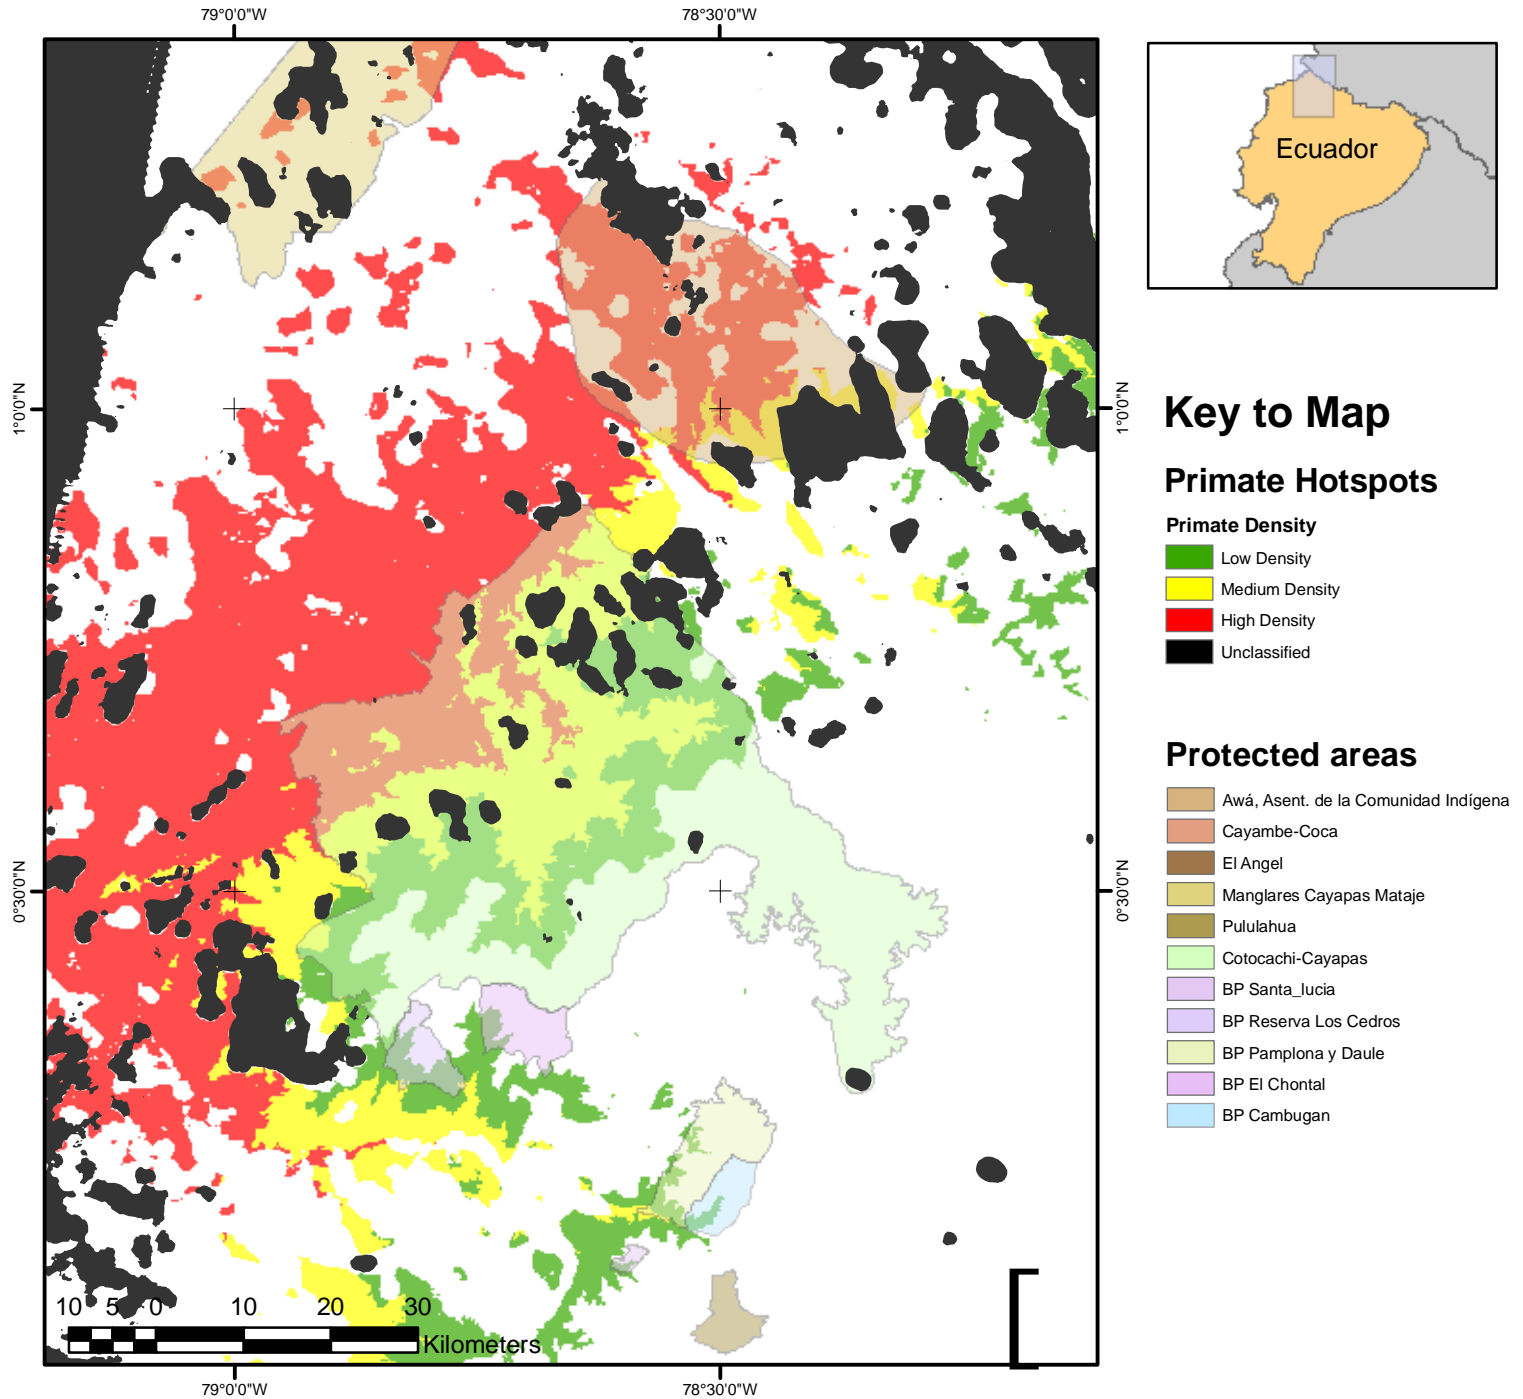 79°0'0"W
78°30'0"W
1°0'0"N
1°0'0"N
0°30'0"N
0°30'0"N
10 5 0 10 20 30
Kilometers
79°0'0"W
78°30'0"W
Ecuador
Key to Map
Primate Hotspots
Primate Density
Low Density
Medium Density
High Density
Unclassified
Protected areas
Awá, Asent. de la Comunidad Indígena
Cayambe-Coca
El Angel
Manglares Cayapas Mataje
Pululahua
Cotocachi-Cayapas
BP Santa_lucia
BP Reserva Los Cedros
BP Pamplona y Daule
BP El Chontal
BP Cambugan